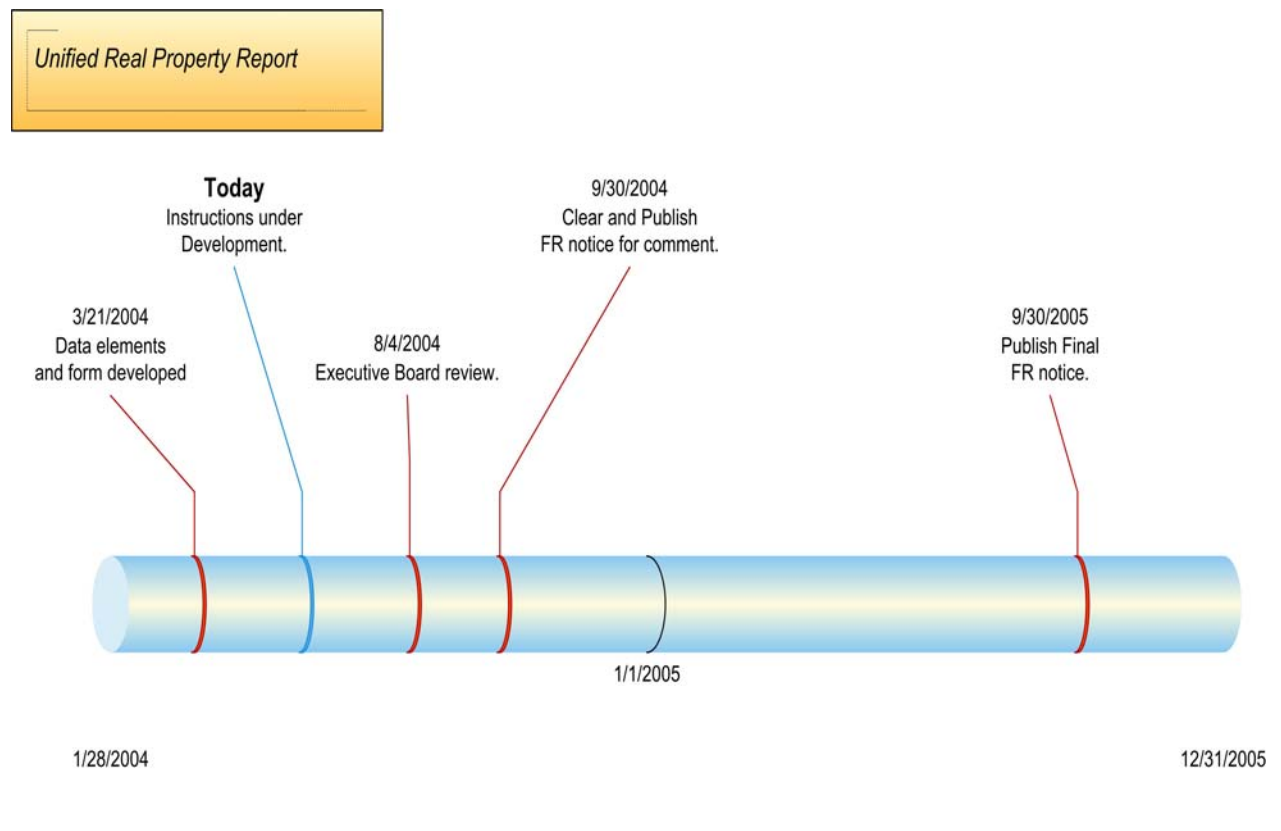 Unified Real Property Report
Today
Instructions under
Development.
9/30/2004
Clear and Publish
FR notice for comment.
3/21/2004
Data elements
and form developed
8/4/2004
Executive Board review.
9/30/2005
Publish Final
FR notice.
1/1/2005
1/28/2004
12/31/2005